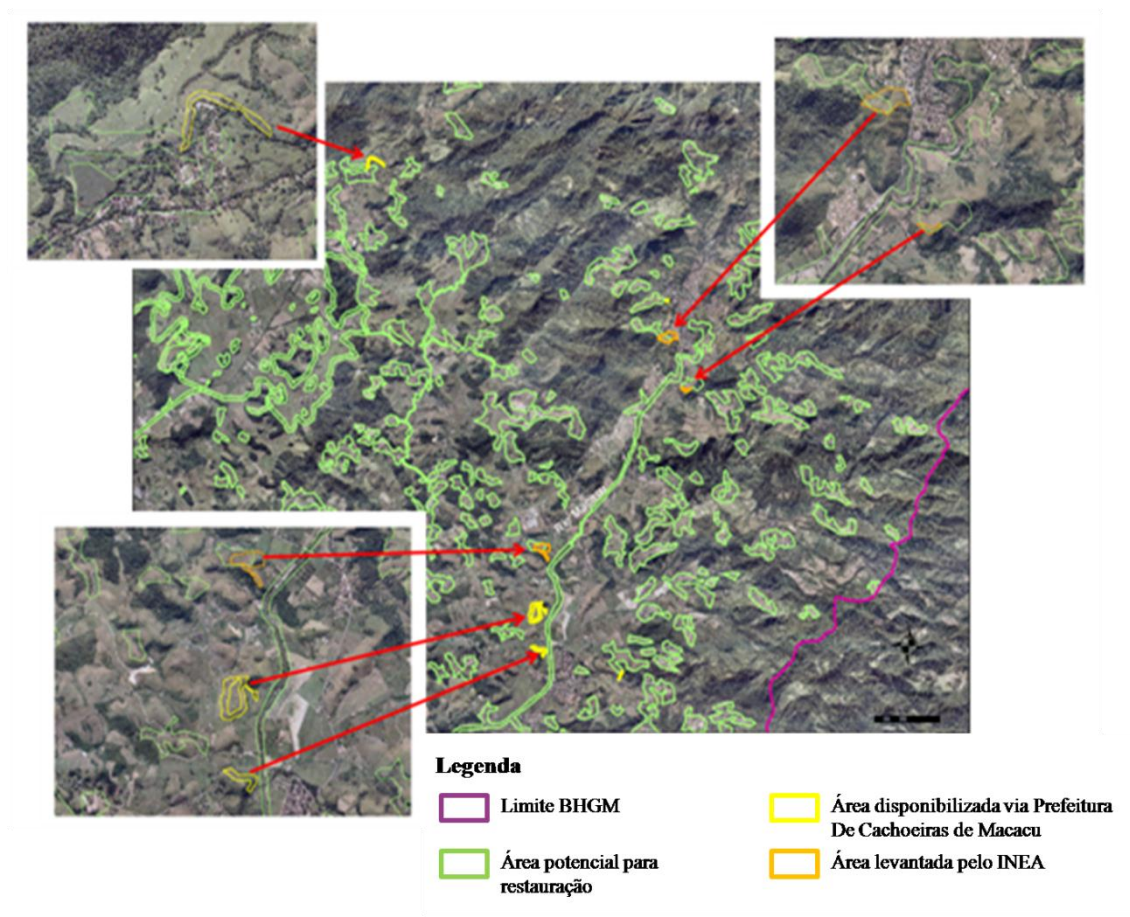 Legenda
Limite BHGM
Área potencial para
restauração
Área disponibilizada via Prefeitura
De Cachoeiras de Macacu
Área levantada pelo INEA